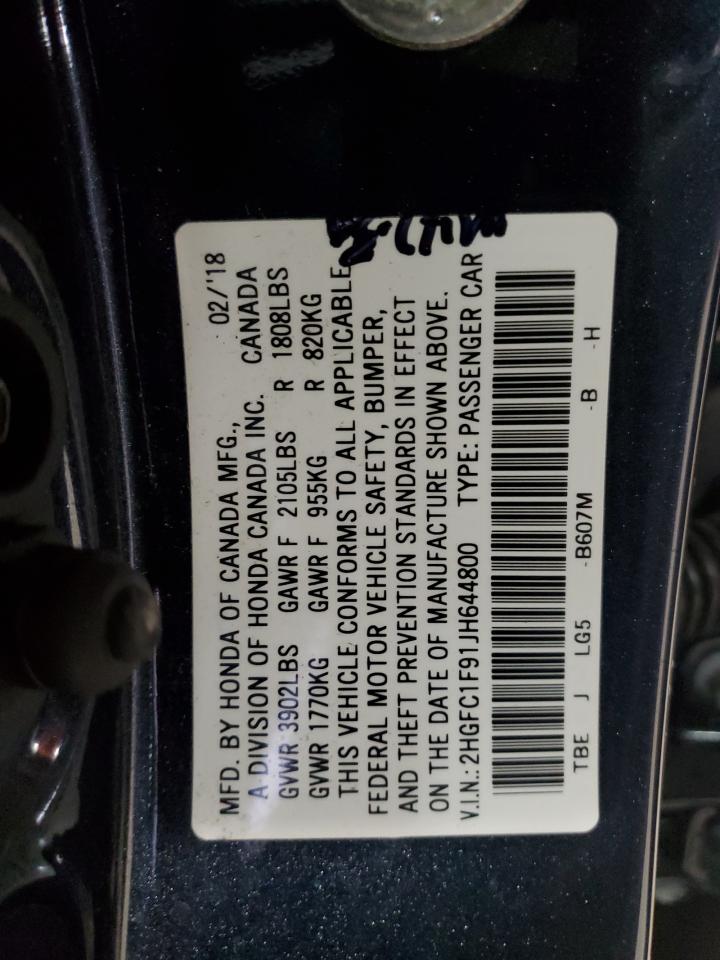 MFD. BY HONDA OF CANADA MFG., 02/'18
A DIVISION OF HONDA CANADA INC. CANADA
GVWR 3902LBS GAWR F 2105LBS R 1808LBS
GVWR 1770KG GAWR F 955KG R 820KG
THIS VEHICLE CONFORMS TO ALL APPLICABLE
FEDERAL MOTOR VEHICLE SAFETY, BUMPER,
AND THEFT PREVENTION STANDARDS IN EFFECT
ON THE DATE OF MANUFACTURE SHOWN ABOVE.
V.I.N.: 2HGFC1F91JH644800 TYPE: PASSENGER CAR
TBE J LG5 -B607M -B -H